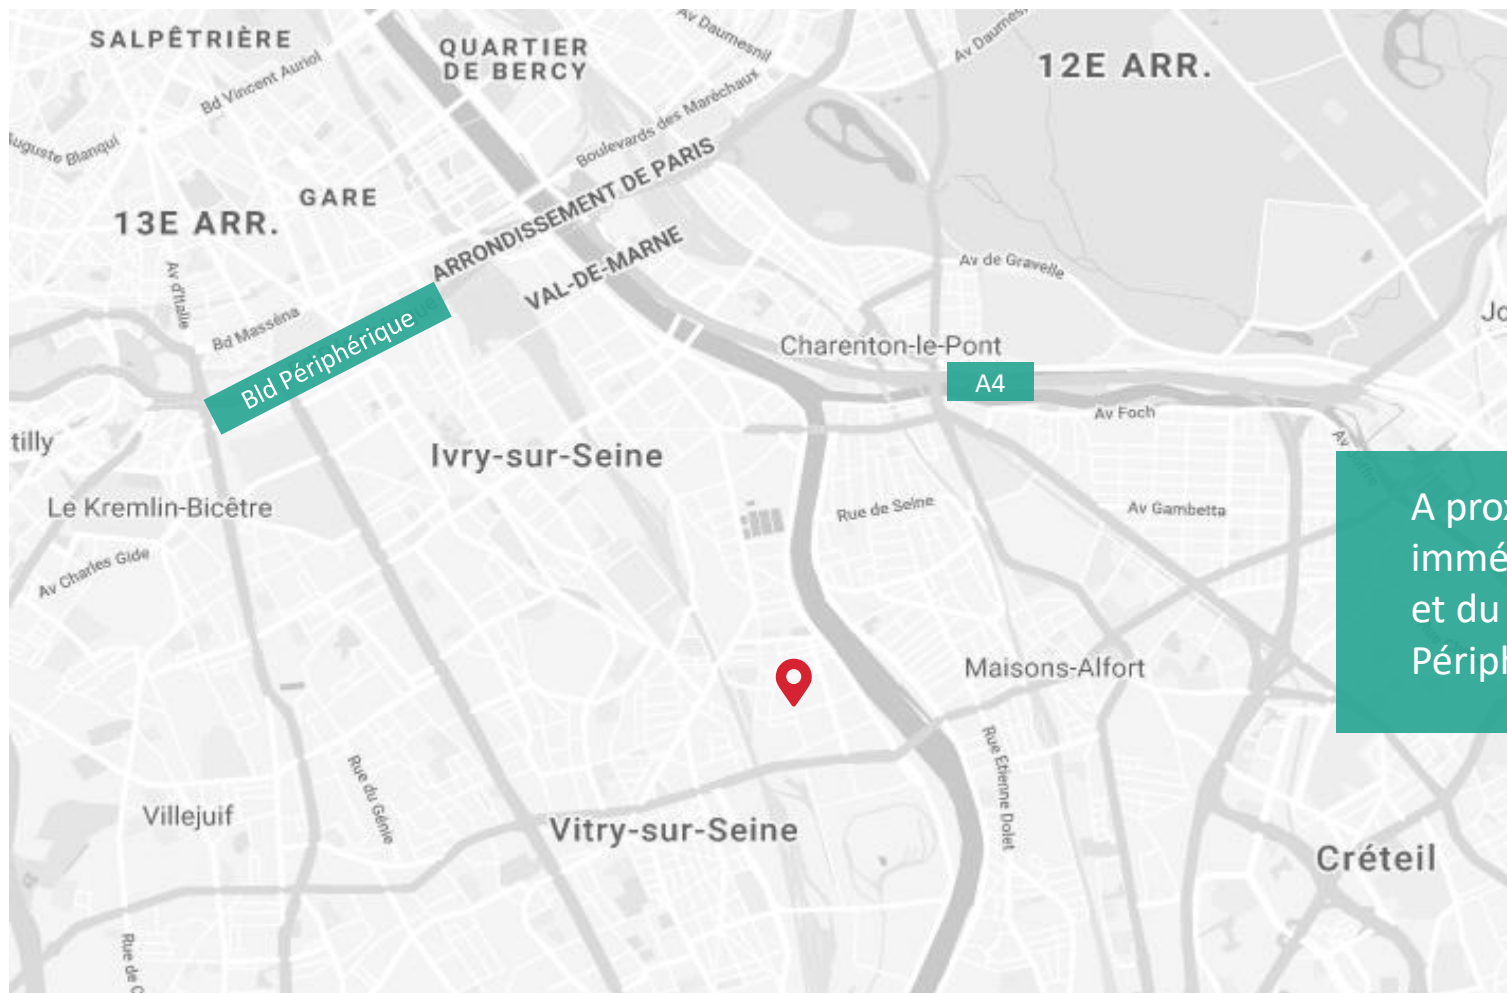 SALPÊTRIÈRE
QUARTIER
DE BERCY
Av Daumesnil
12E ARR.
Bd Vincent Auriol
Boulevards des Maréchaux
Blanqui
GARE
13E ARR.
ARRONDISSEMENT DE PARIS
VAL-DE-MARNE
Av d'Italie
Bd Masséna
Av de Gravelle
Bld Périphérique
Charenton-le-Pont
A4
Av Foch
tilly
Ivry-sur-Seine
Le Kremlin-Bicêtre
Rue de Seine
Av Gambetta
Av Charles Gide
A prox
immé
et du
Périph
Maisons-Alfort
Rue du Génie
Rue Etienne Dolet
Villejuif
Vitry-sur-Seine
Créteil
Rue de C